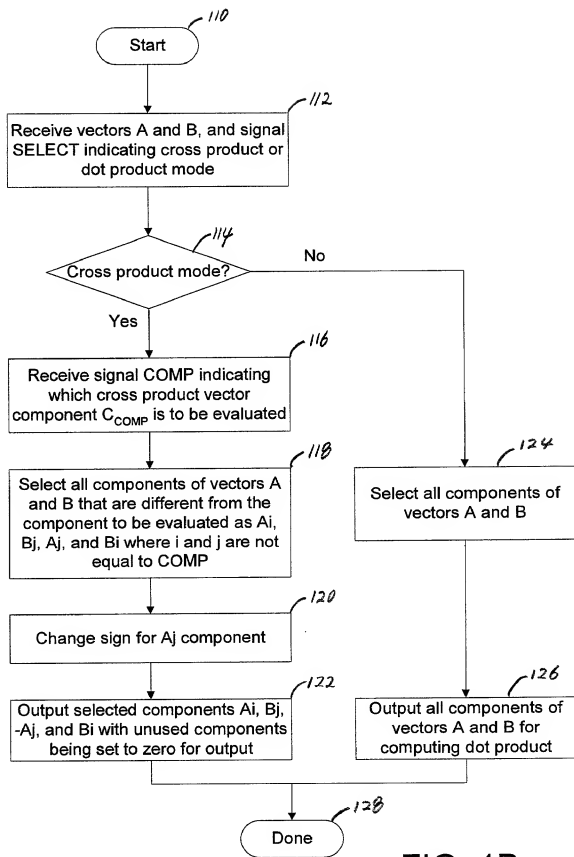 110
Start
112
Receive vectors A and B, and signal
SELECT indicating cross product or
dot product mode
114
Cross product mode?
No
Yes
116
Receive signal COMP indicating
which cross product vector
component CCOMP is to be evaluated
118
Select all components of vectors A
and B that are different from the
component to be evaluated as Ai,
Bj, Aj, and Bi where i and j are not
equal to COMP
124
Select all components of
vectors A and B
120
Change sign for Aj component
122
Output selected components Ai, Bj,
-Aj, and Bi with unused components
being set to zero for output
126
Output all components of
vectors A and B for
computing dot product
128
Done